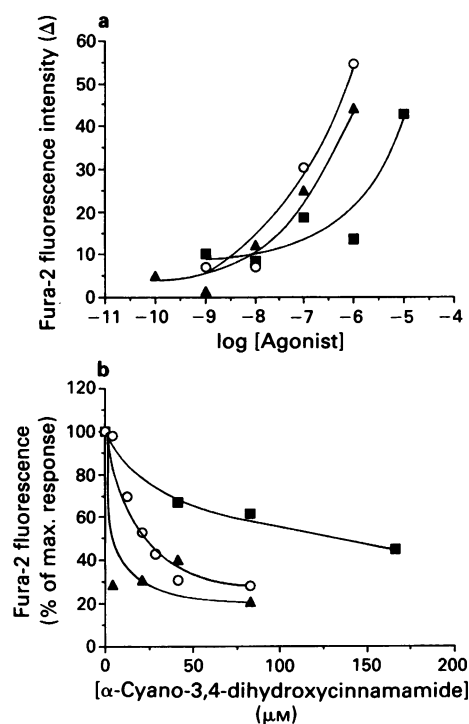 a
Fura-2 fluorescence intensity (Δ)
60
50
40
30
20
10
0
−11 −10 −9 −8 −7 −6 −5 −4
log [Agonist]
b
Fura-2 fluorescence
(% of max. response)
120
100
80
60
40
20
0
0 50 100 150 200
[α-Cyano-3,4-dihydroxycinnamamide]
(μM)